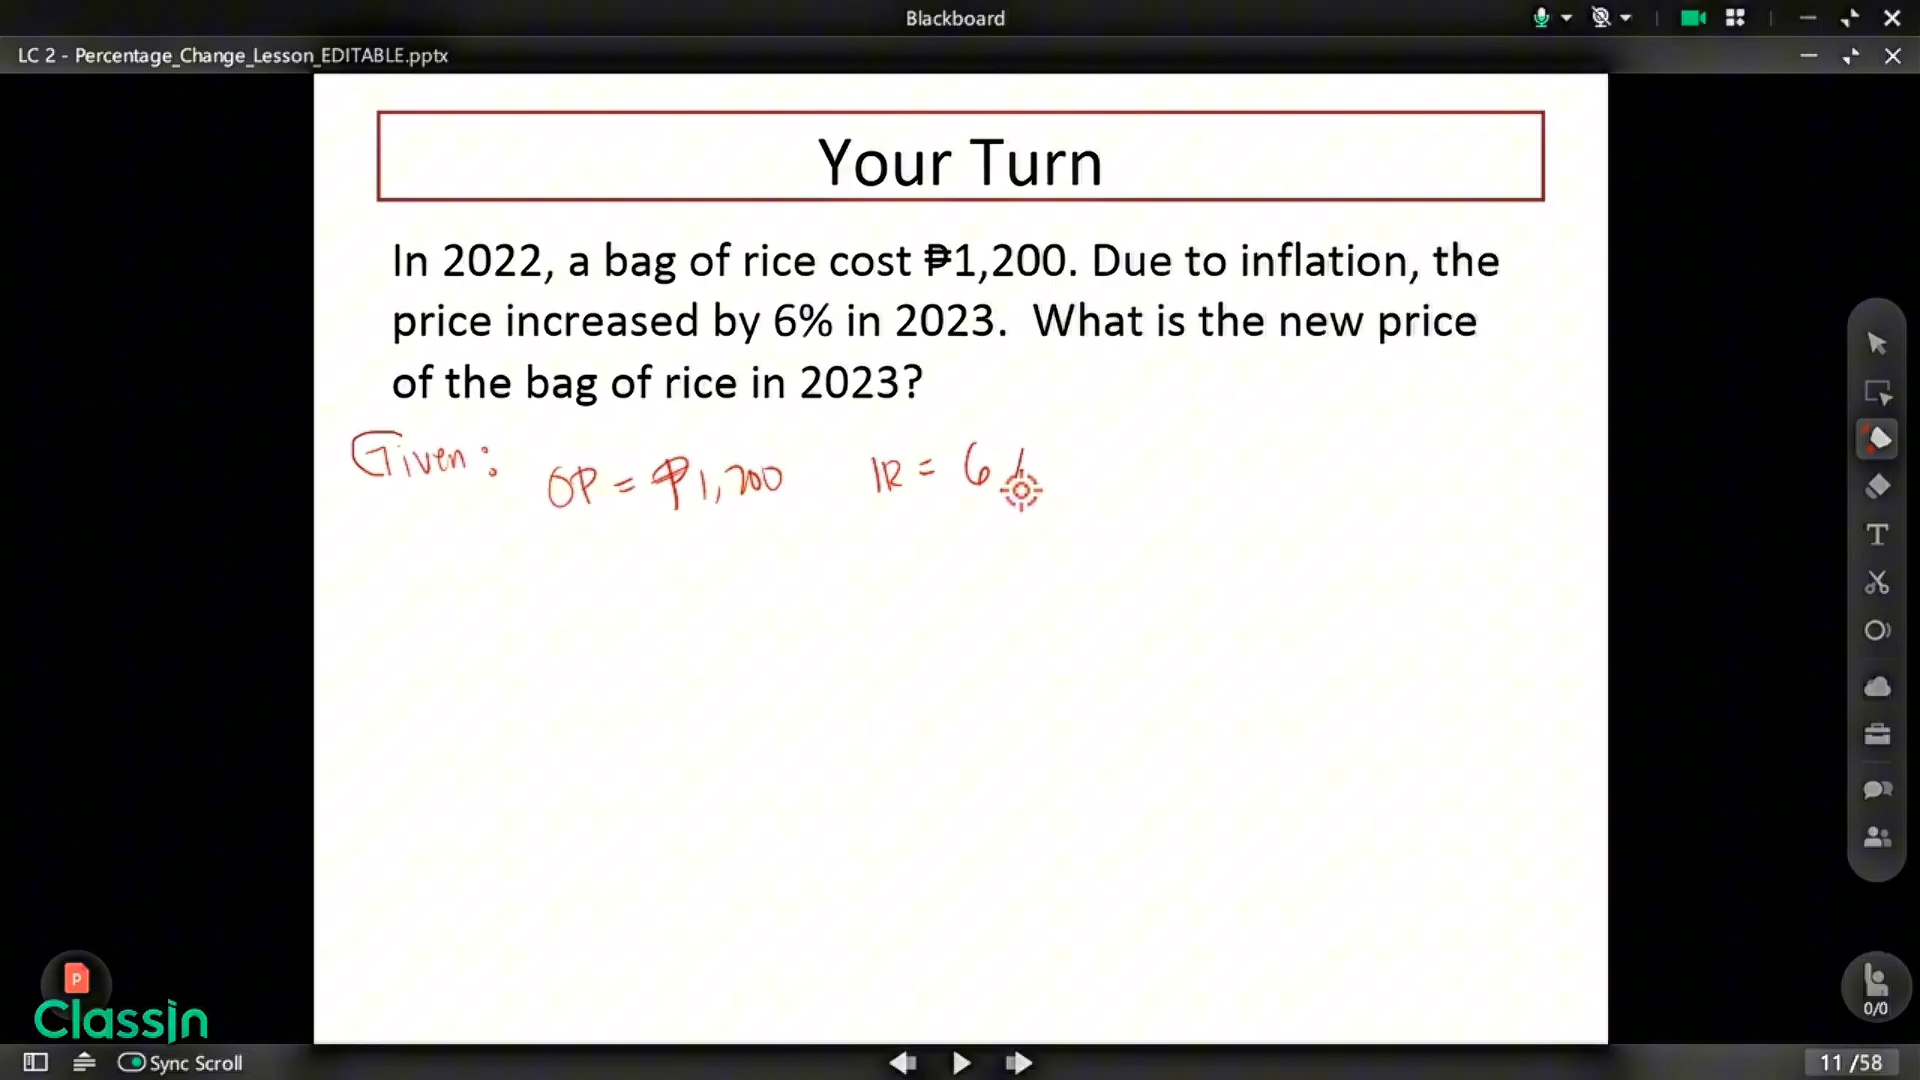 Blackboard
LC 2 - Percentage_Change_Lesson_EDITABLE.pptx
Your Turn
In 2022, a bag of rice cost ₱1,200. Due to inflation, the
price increased by 6% in 2023. What is the new price
of the bag of rice in 2023?
Given: OP = ₱1,200 IR = 6
T
P
ClassIn
0/0
Sync Scroll
11 /58